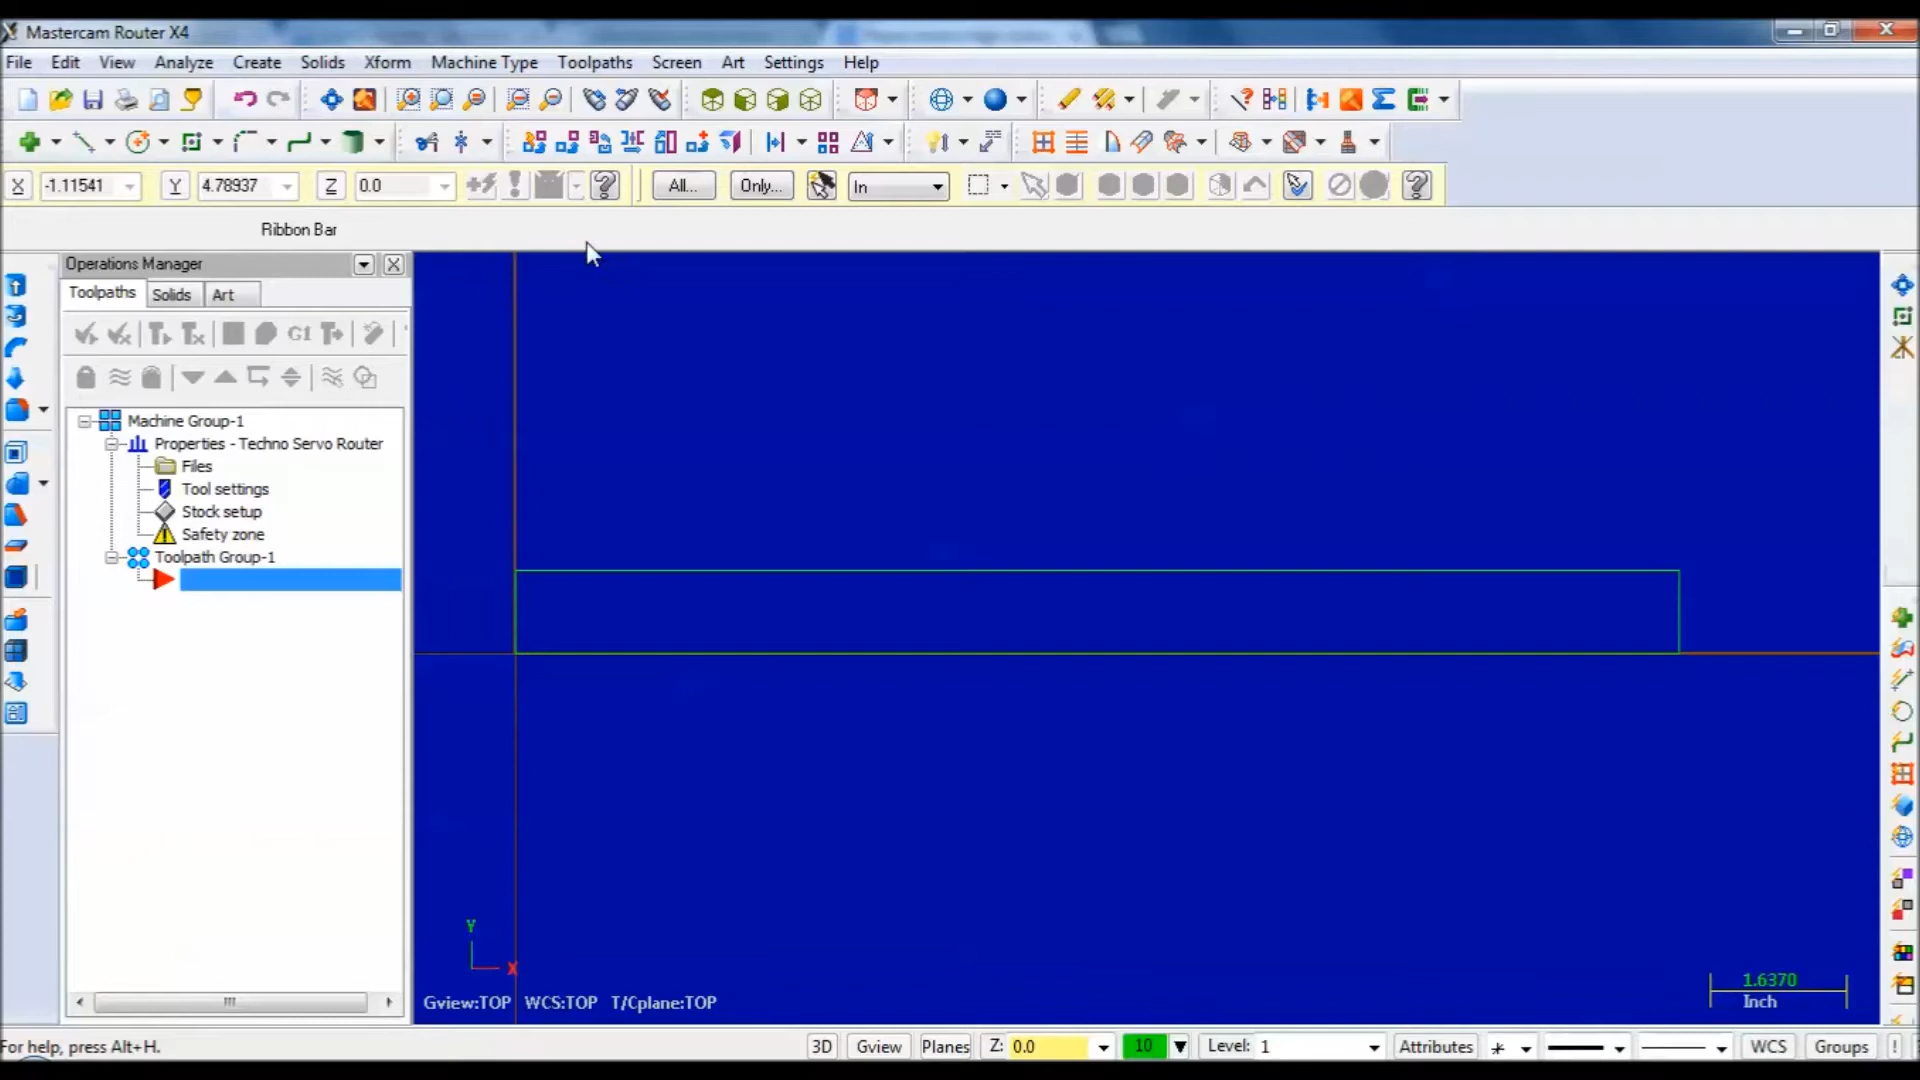 Mastercam Router X4
File Edit View Analyze Create Solids Xform Machine Type Toolpaths Screen Art Settings Help
X -1.11541 Y 4.78937 Z 0.0 All... Only... In
Ribbon Bar
Operations Manager
Toolpaths Solids Art
G1
Machine Group-1
Properties - Techno Servo Router
Files
Tool settings
Stock setup
Safety zone
Toolpath Group-1
Y
X
1.6370
Inch
Gview:TOP WCS:TOP T/Cplane:TOP
For help, press Alt+H.
3D Gview Planes Z: 0.0 10 Level: 1 Attributes WCS Groups